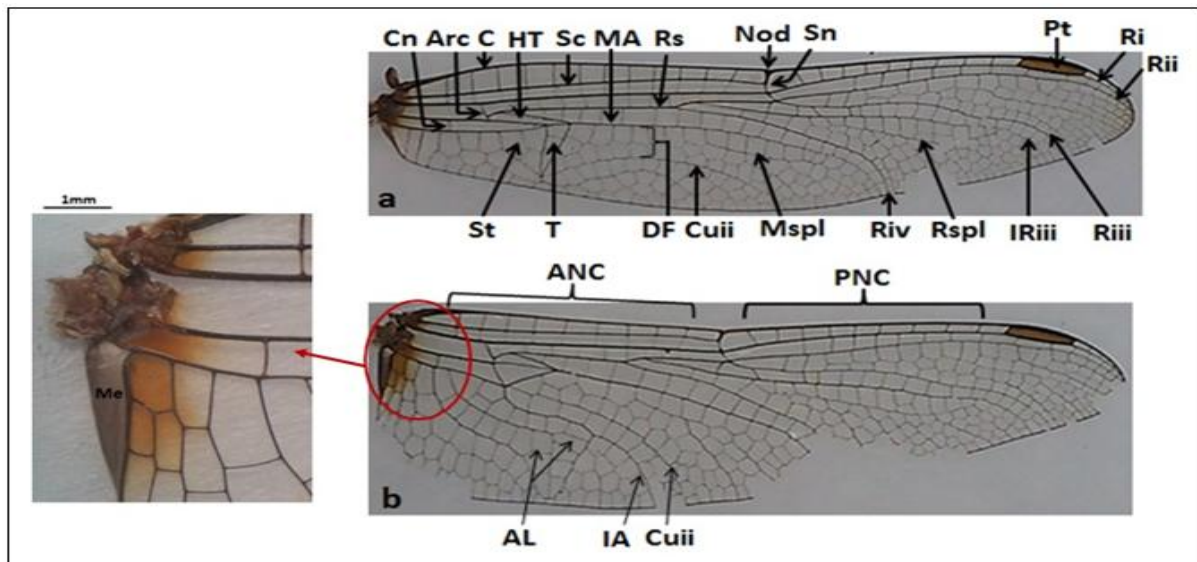 Cn Arc C HT Sc MA Rs Nod Sn Pt Ri Rii
a
St T DF Cuii Mspl Riv Rspl IRiii Riii
1mm
Me
ANC PNC
b
AL IA Cuii